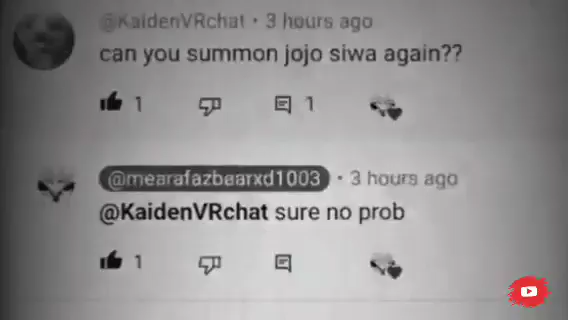 @KaidenVRchat • 3 hours ago
can you summon jojo siwa again??
1 1
@mearafazbearxd1003 • 3 hours ago
@KaidenVRchat sure no prob
1